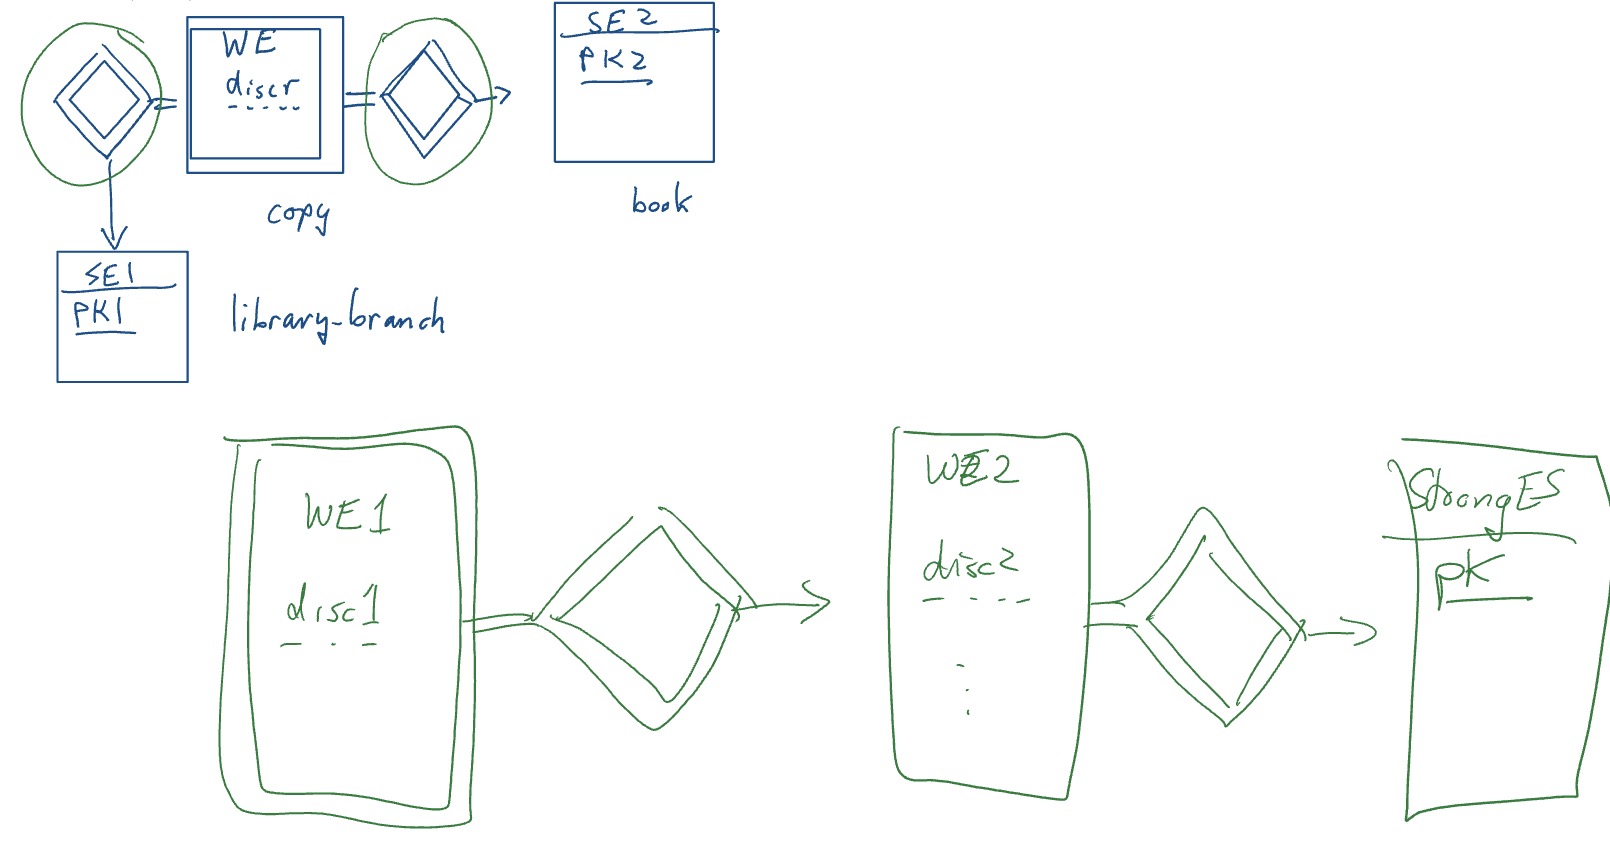 WE
discr
SE2
PK2
copy
book
SE1
PK1
library-branch
WE1
disc1
WE2
disc2
StrongES
PK